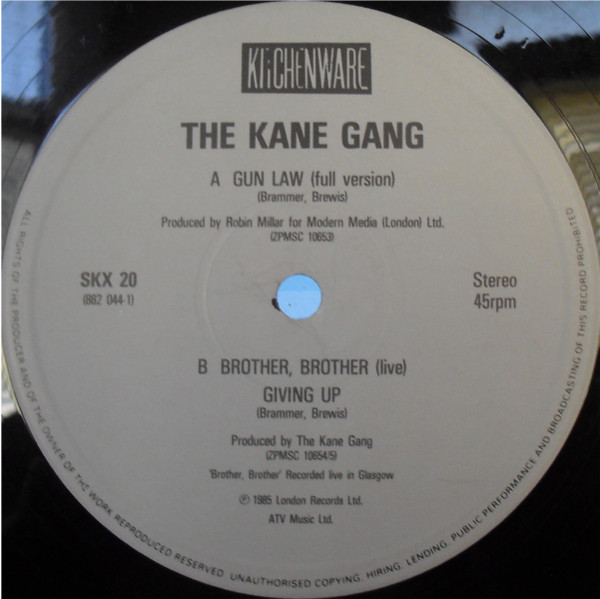 KITCHENWARE
THE KANE GANG
A GUN LAW (full version)
(Brammer, Brewis)
Produced by Robin Millar for Modern Media (London) Ltd.
(ZPMSC 10653)
SKX 20
(882 044-1)
Stereo
45rpm
B BROTHER, BROTHER (live)
GIVING UP
(Brammer, Brewis)
Produced by The Kane Gang
(ZPMSC 10654/5)
'Brother, Brother' Recorded live in Glasgow
℗ 1985 London Records Ltd.
ATV Music Ltd.
ALL RIGHTS OF THE PRODUCER AND OF THE OWNER OF THE WORK REPRODUCED RESERVED. UNAUTHORISED COPYING, HIRING, LENDING, PUBLIC PERFORMANCE AND BROADCASTING OF THIS RECORD PROHIBITED